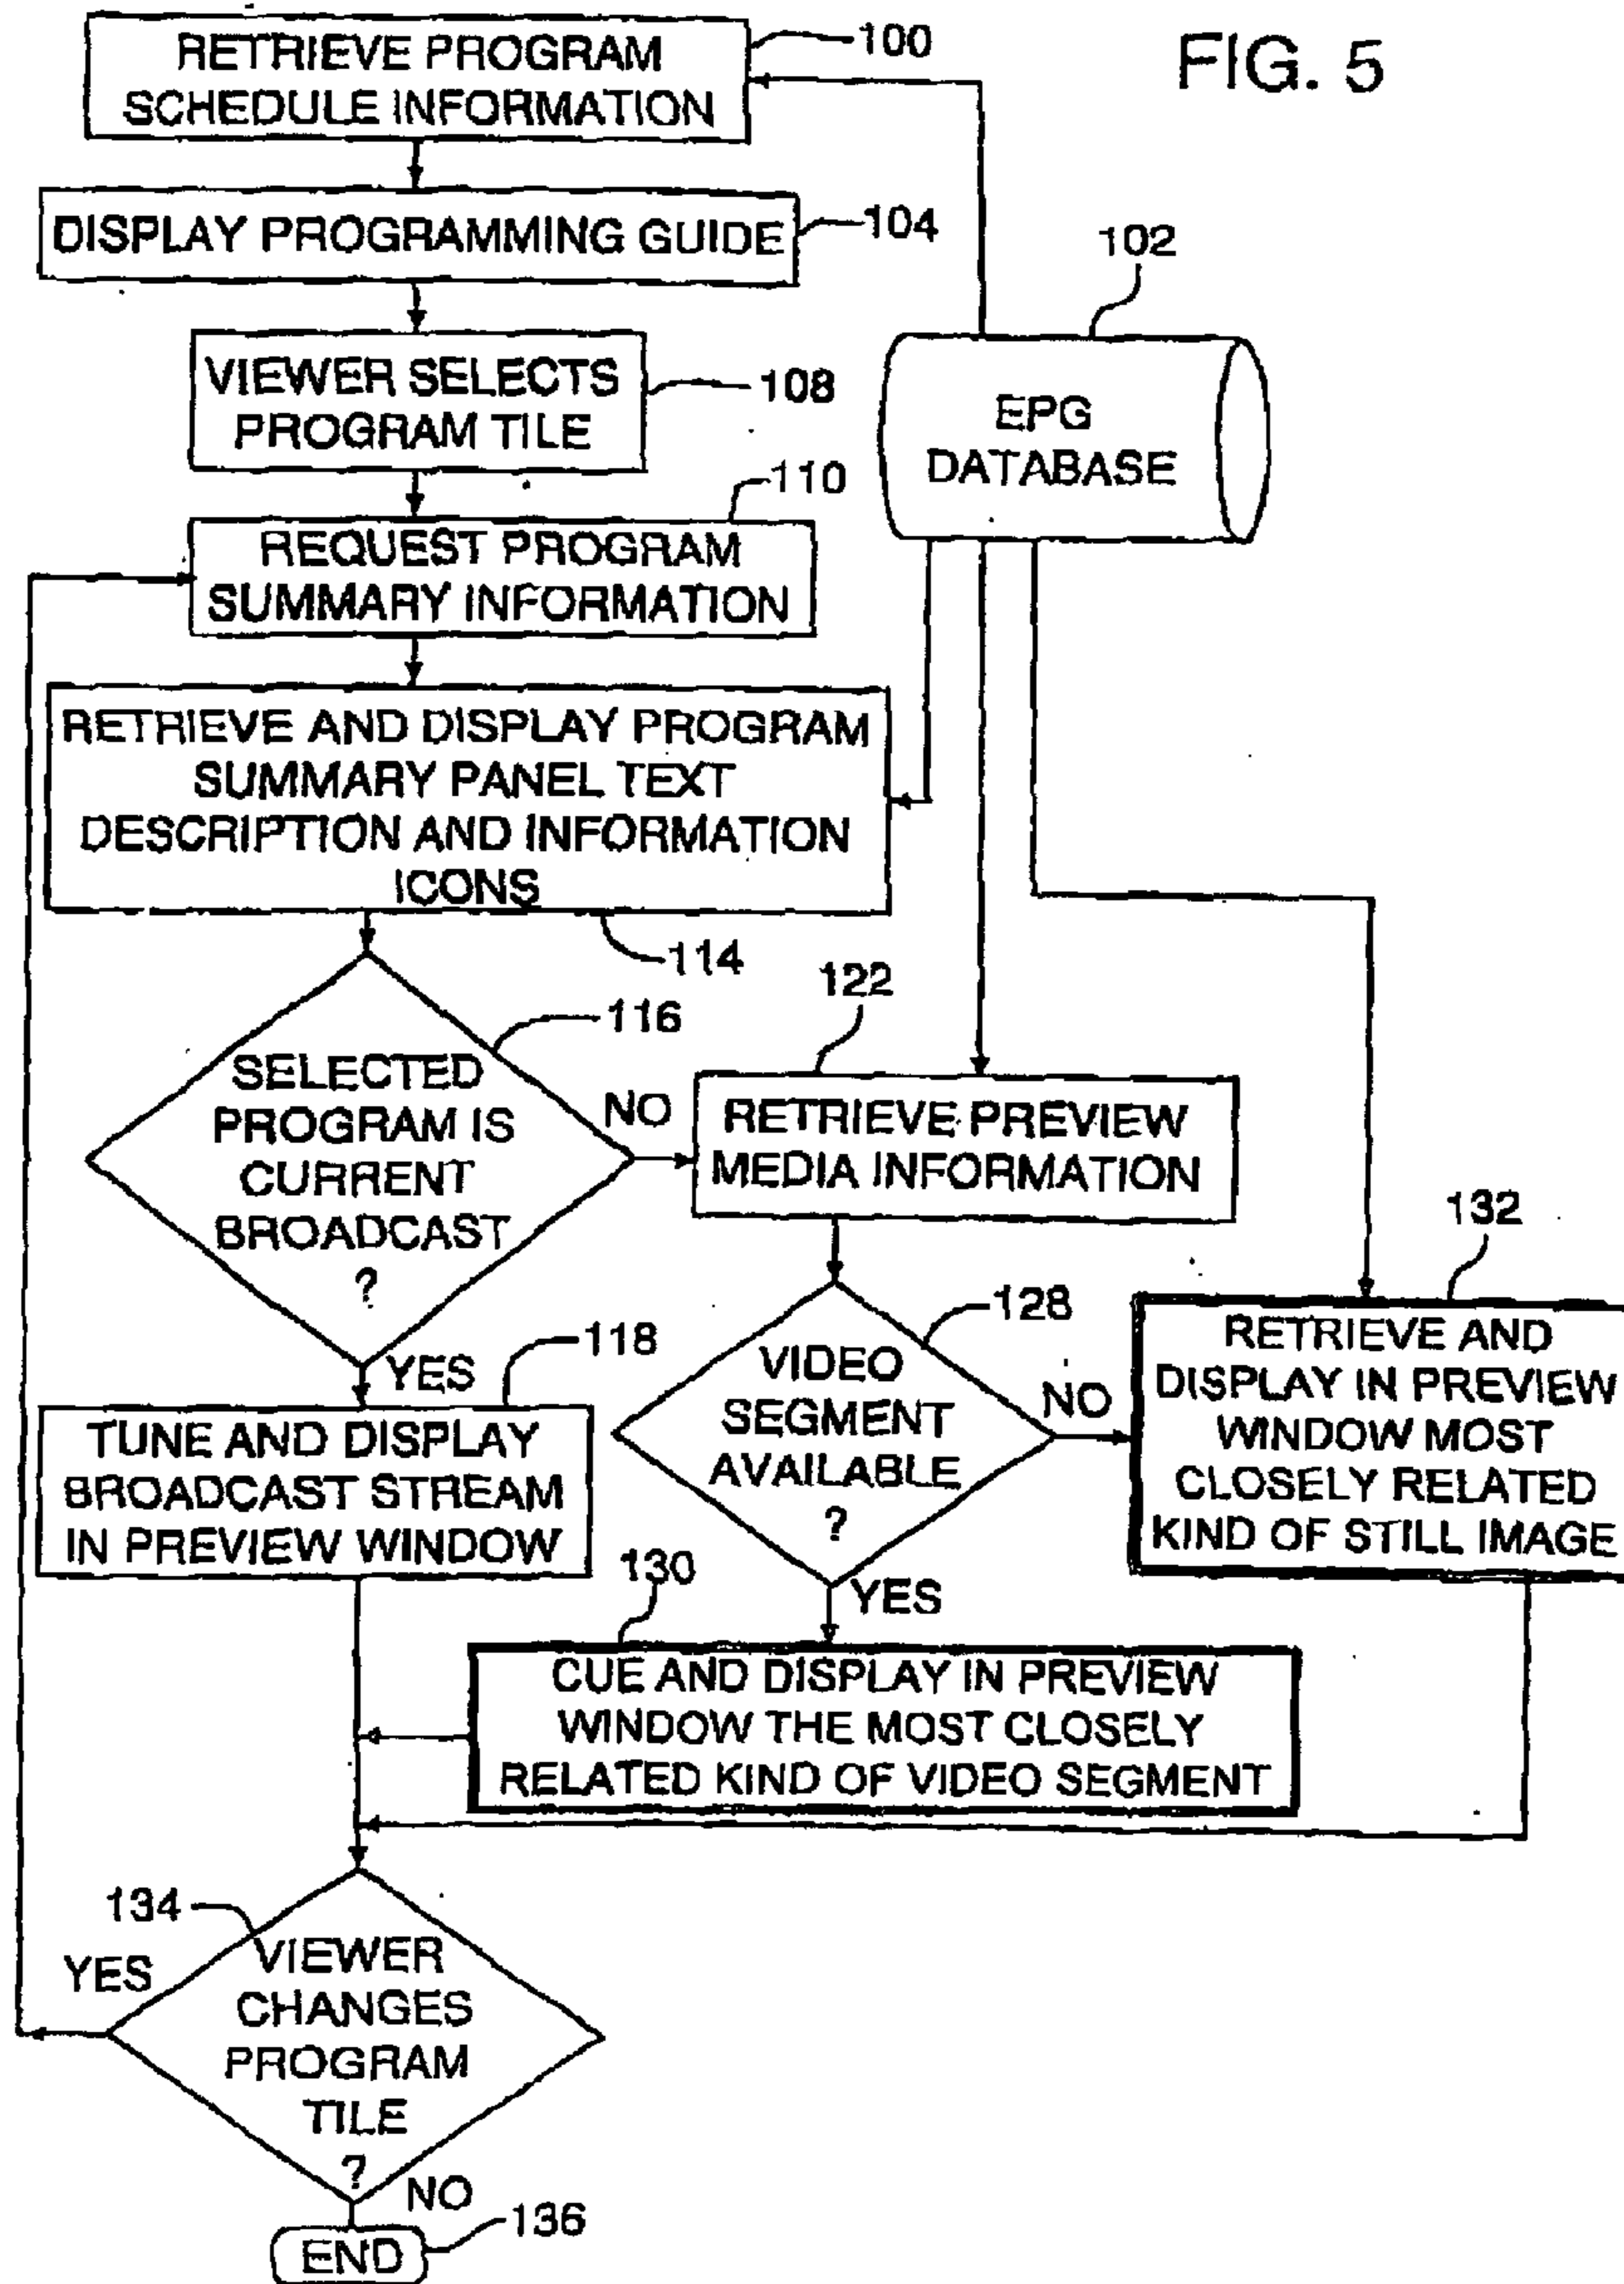 FIG. 5
RETRIEVE PROGRAM
SCHEDULE INFORMATION
100
DISPLAY PROGRAMMING GUIDE
104
102
EPG
DATABASE
VIEWER SELECTS
PROGRAM TILE
108
110
REQUEST PROGRAM
SUMMARY INFORMATION
RETRIEVE AND DISPLAY PROGRAM
SUMMARY PANEL TEXT
DESCRIPTION AND INFORMATION
ICONS
114
116
SELECTED
PROGRAM IS
CURRENT
BROADCAST
?
NO
YES
122
RETRIEVE PREVIEW
MEDIA INFORMATION
118
TUNE AND DISPLAY
BROADCAST STREAM
IN PREVIEW WINDOW
128
VIDEO
SEGMENT
AVAILABLE
?
NO
YES
132
RETRIEVE AND
DISPLAY IN PREVIEW
WINDOW MOST
CLOSELY RELATED
KIND OF STILL IMAGE
130
CUE AND DISPLAY IN PREVIEW
WINDOW THE MOST CLOSELY
RELATED KIND OF VIDEO SEGMENT
134
VIEWER
CHANGES
PROGRAM
TILE
?
YES
NO
END
136